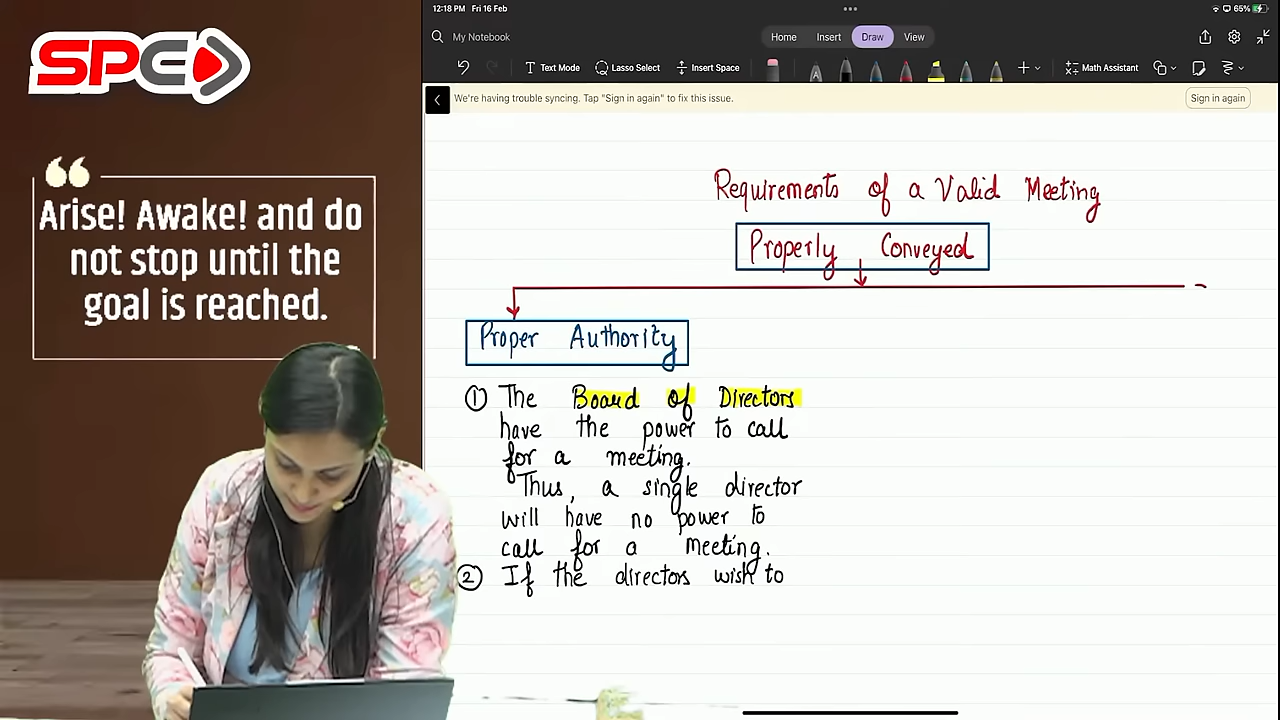 SPC
Arise! Awake! and do
not stop until the
goal is reached.
12:18 PM Fri 16 Feb
65%
My Notebook
Home Insert Draw View
Text Mode Lasso Select Insert Space Math Assistant
We're having trouble syncing. Tap "Sign in again" to fix this issue.
Sign in again
Requirements of a Valid Meeting
Properly Conveyed
Proper Authority
① The Board of Directors
have the power to call
for a meeting.
Thus, a single director
will have no power to
call for a meeting.
② If the directors wish to